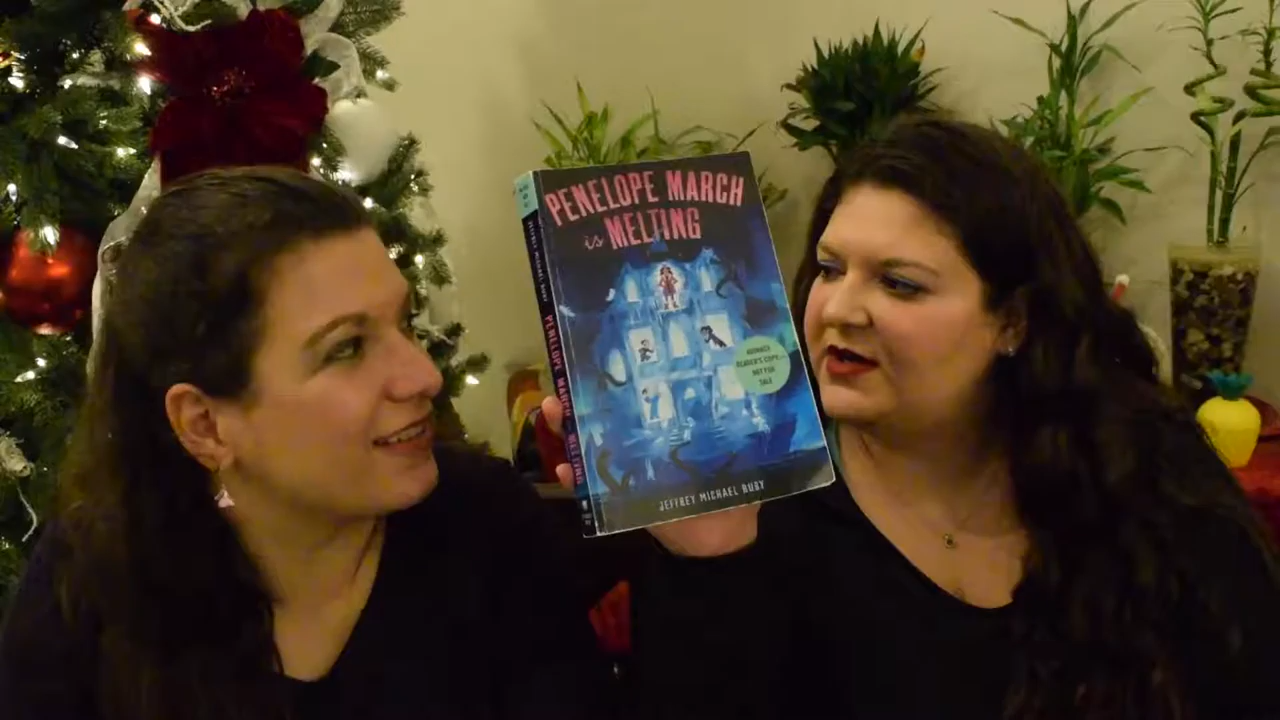 PENELOPE MARCH
is MELTING
ADVANCE
READER'S COPY—
NOT FOR
SALE
JEFFREY MICHAEL RUBY
JEFFREY MICHAEL RUBY
PENELOPE MARCH IS MELTING